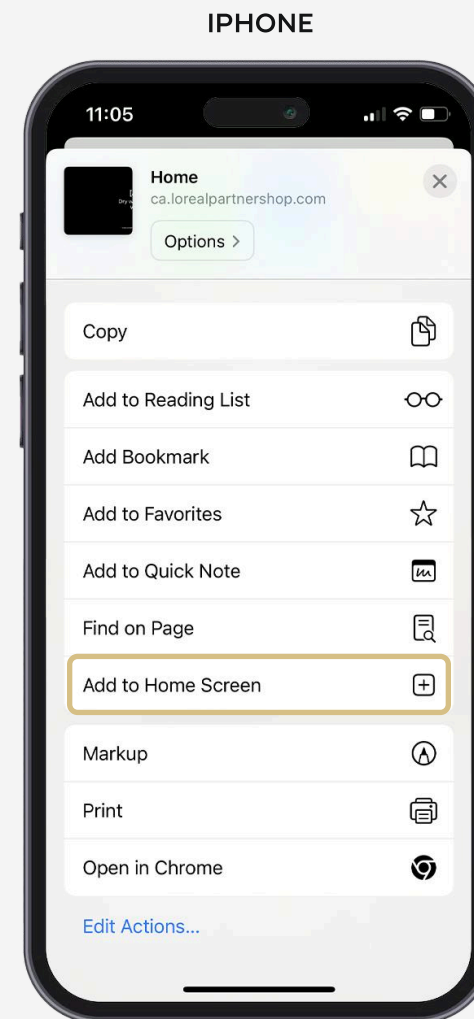 IPHONE
11:05
Home
ca.lorealpartnershop.com
Options >
Copy
Add to Reading List
Add Bookmark
Add to Favorites
Add to Quick Note
Find on Page
Add to Home Screen
Markup
Print
Open in Chrome
Edit Actions...